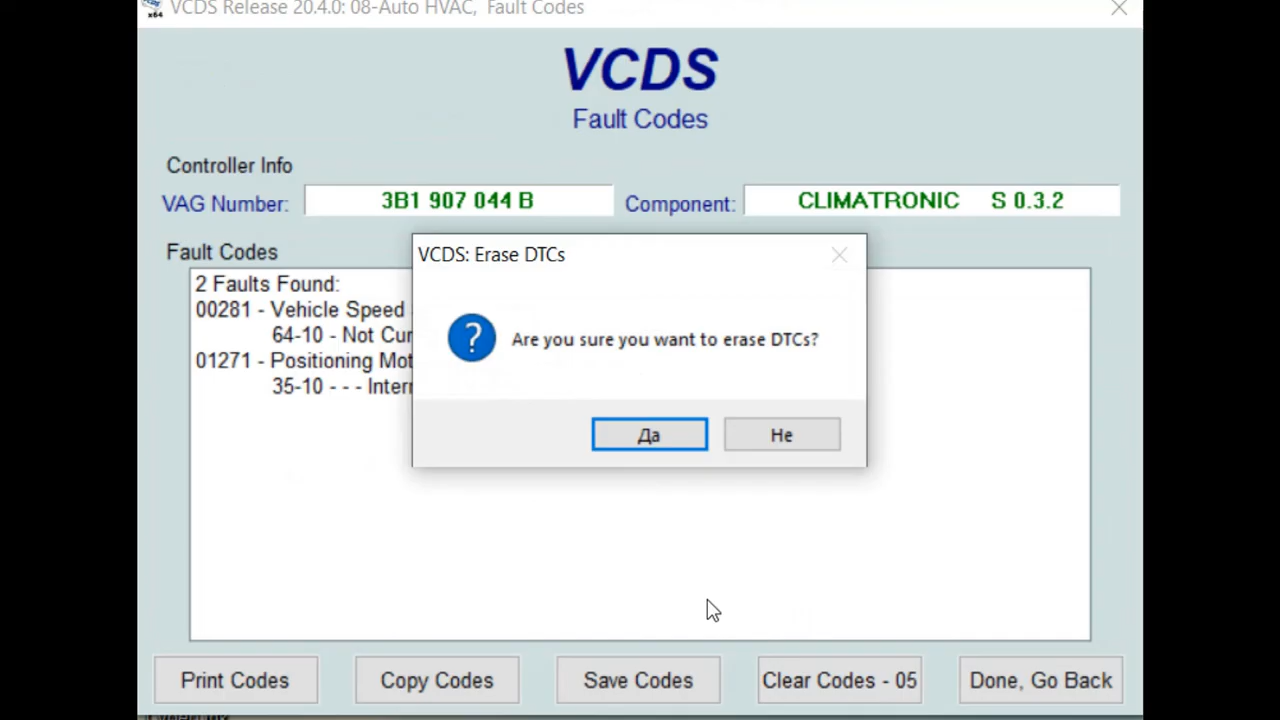 VCDS Release 20.4.0: 08-Auto HVAC, Fault Codes
VCDS
Fault Codes
Controller Info
VAG Number: 3B1 907 044 B Component: CLIMATRONIC S 0.3.2
Fault Codes
VCDS: Erase DTCs
2 Faults Found:
00281 - Vehicle Speed
64-10 - Not Cur
01271 - Positioning Mot
35-10 - - - Intern
Are you sure you want to erase DTCs?
Да Не
Print Codes Copy Codes Save Codes Clear Codes - 05 Done, Go Back